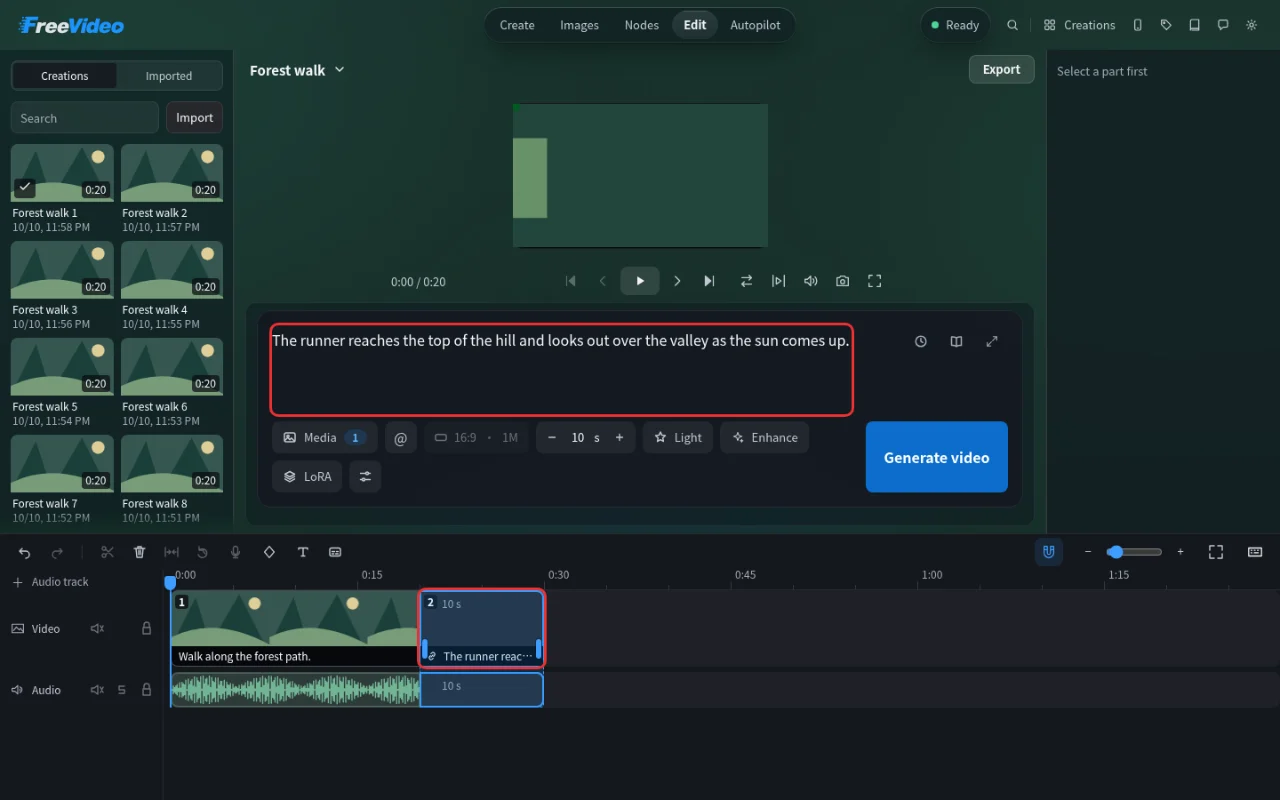 FreeVideo
Create
Images
Nodes
Edit
Autopilot
Ready
Creations
Creations
Imported
Search
Import
0:20
Forest walk 1
10/10, 11:58 PM
0:20
Forest walk 2
10/10, 11:57 PM
0:20
Forest walk 3
10/10, 11:56 PM
0:20
Forest walk 4
10/10, 11:55 PM
0:20
Forest walk 5
10/10, 11:54 PM
0:20
Forest walk 6
10/10, 11:53 PM
0:20
Forest walk 7
10/10, 11:52 PM
0:20
Forest walk 8
10/10, 11:51 PM
Forest walk
Export
Select a part first
0:00 / 0:20
The runner reaches the top of the hill and looks out over the valley as the sun comes up.
Media 1
@
16:9 · 1M
− 10 s +
Light
Enhance
LoRA
Generate video
Audio track
0:00
0:15
0:30
0:45
1:00
1:15
Video
1
Walk along the forest path.
2
10 s
The runner reac···
Audio
S
10 s